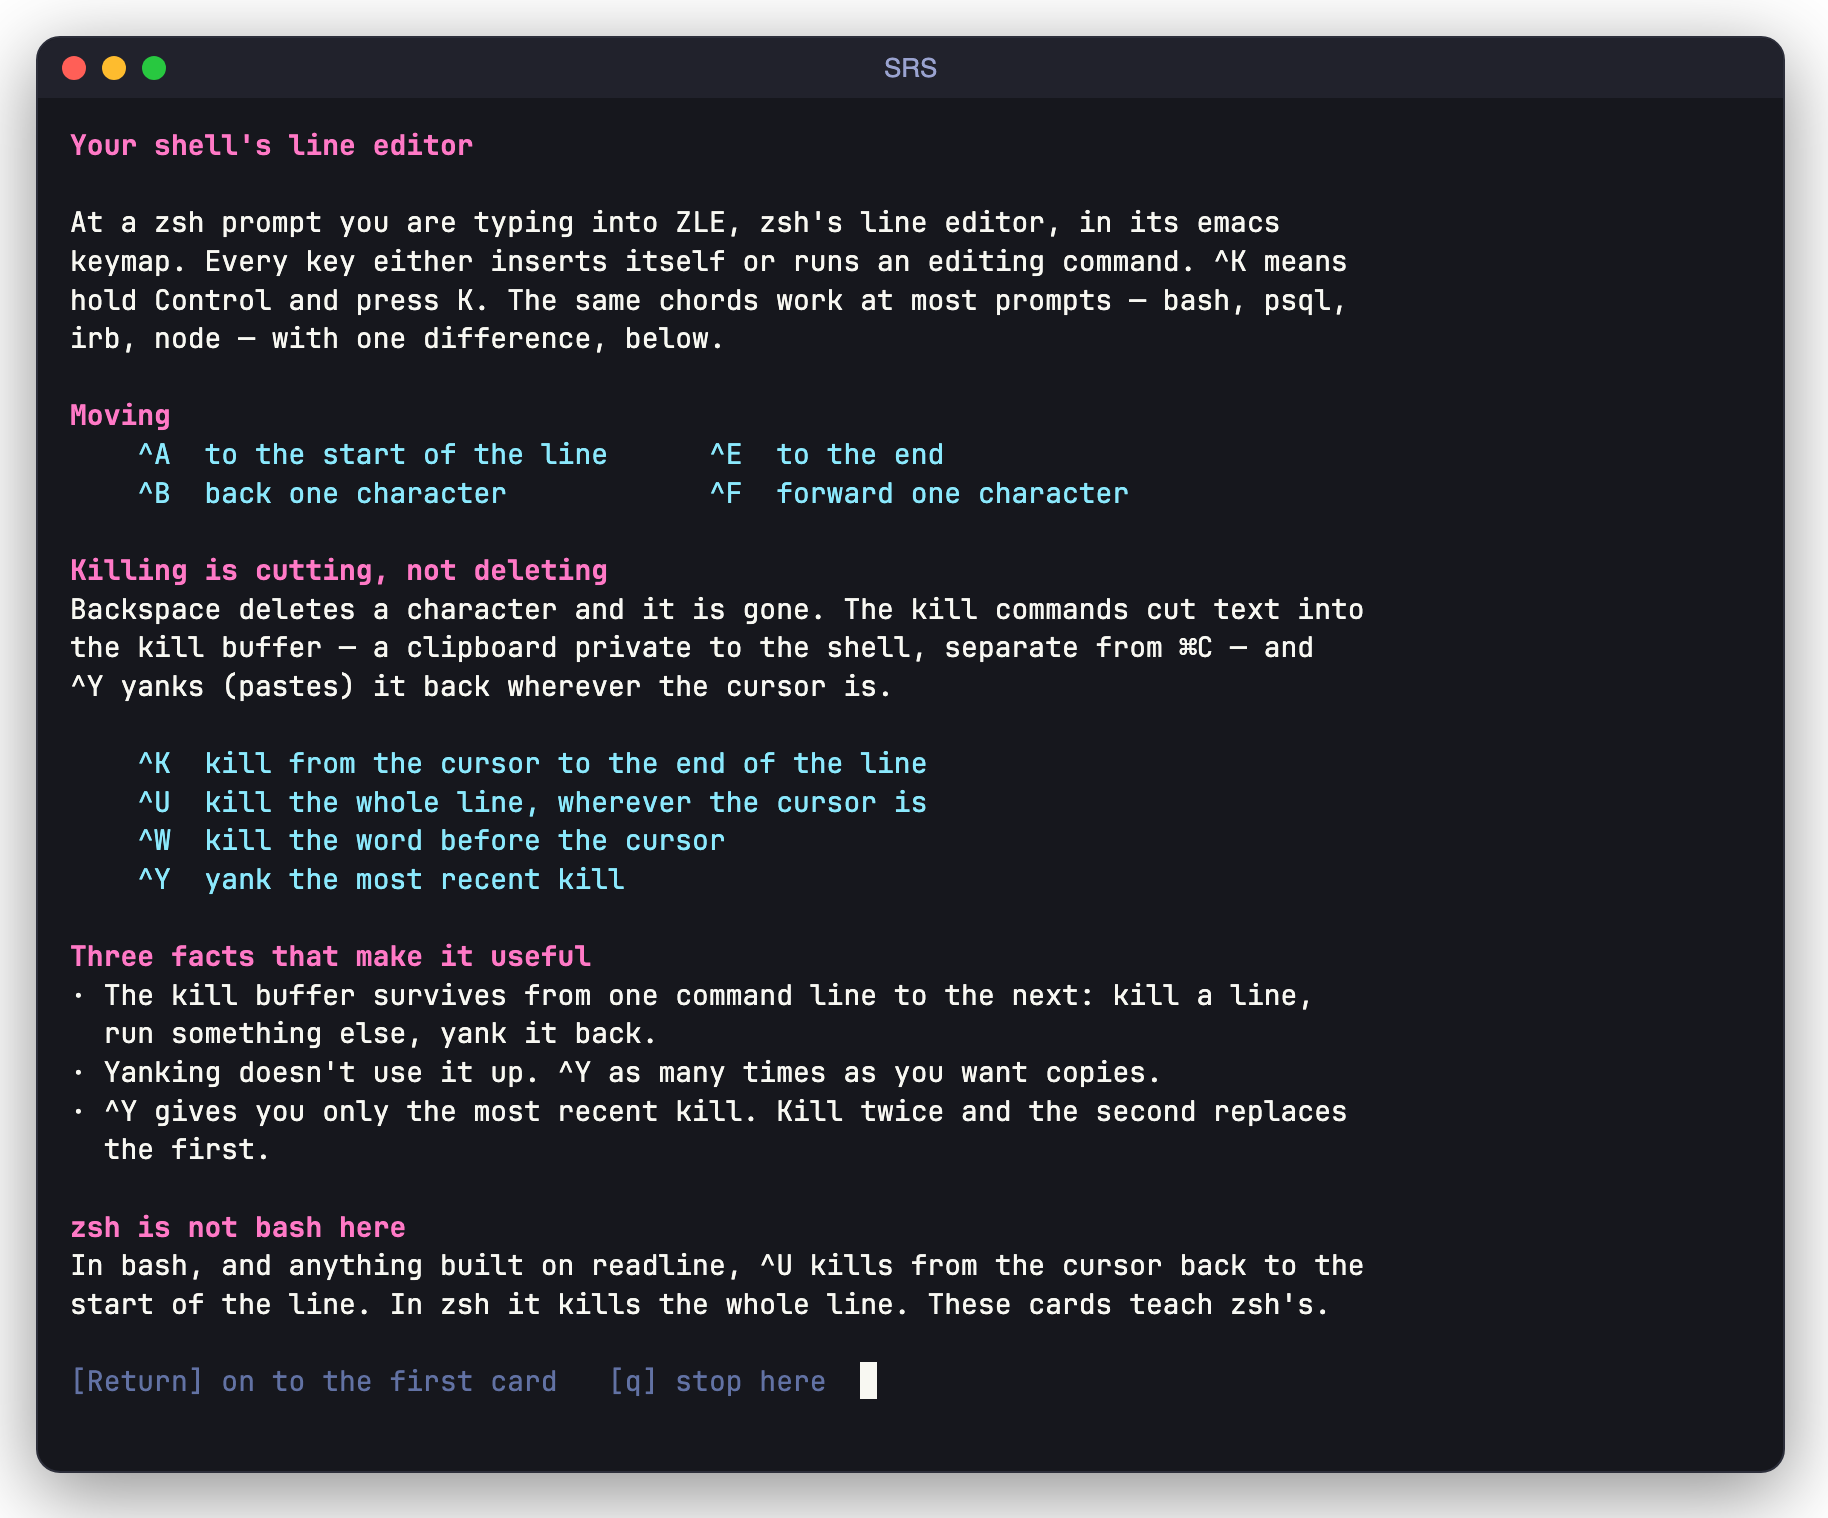 SRS
Your shell's line editor
At a zsh prompt you are typing into ZLE, zsh's line editor, in its emacs
keymap. Every key either inserts itself or runs an editing command. ^K means
hold Control and press K. The same chords work at most prompts — bash, psql,
irb, node — with one difference, below.
Moving
^A  to the start of the line      ^E  to the end
^B  back one character            ^F  forward one character
Killing is cutting, not deleting
Backspace deletes a character and it is gone. The kill commands cut text into
the kill buffer — a clipboard private to the shell, separate from ⌘C — and
^Y yanks (pastes) it back wherever the cursor is.
^K  kill from the cursor to the end of the line
^U  kill the whole line, wherever the cursor is
^W  kill the word before the cursor
^Y  yank the most recent kill
Three facts that make it useful
· The kill buffer survives from one command line to the next: kill a line,
run something else, yank it back.
· Yanking doesn't use it up. ^Y as many times as you want copies.
· ^Y gives you only the most recent kill. Kill twice and the second replaces
the first.
zsh is not bash here
In bash, and anything built on readline, ^U kills from the cursor back to the
start of the line. In zsh it kills the whole line. These cards teach zsh's.
[Return] on to the first card   [q] stop here